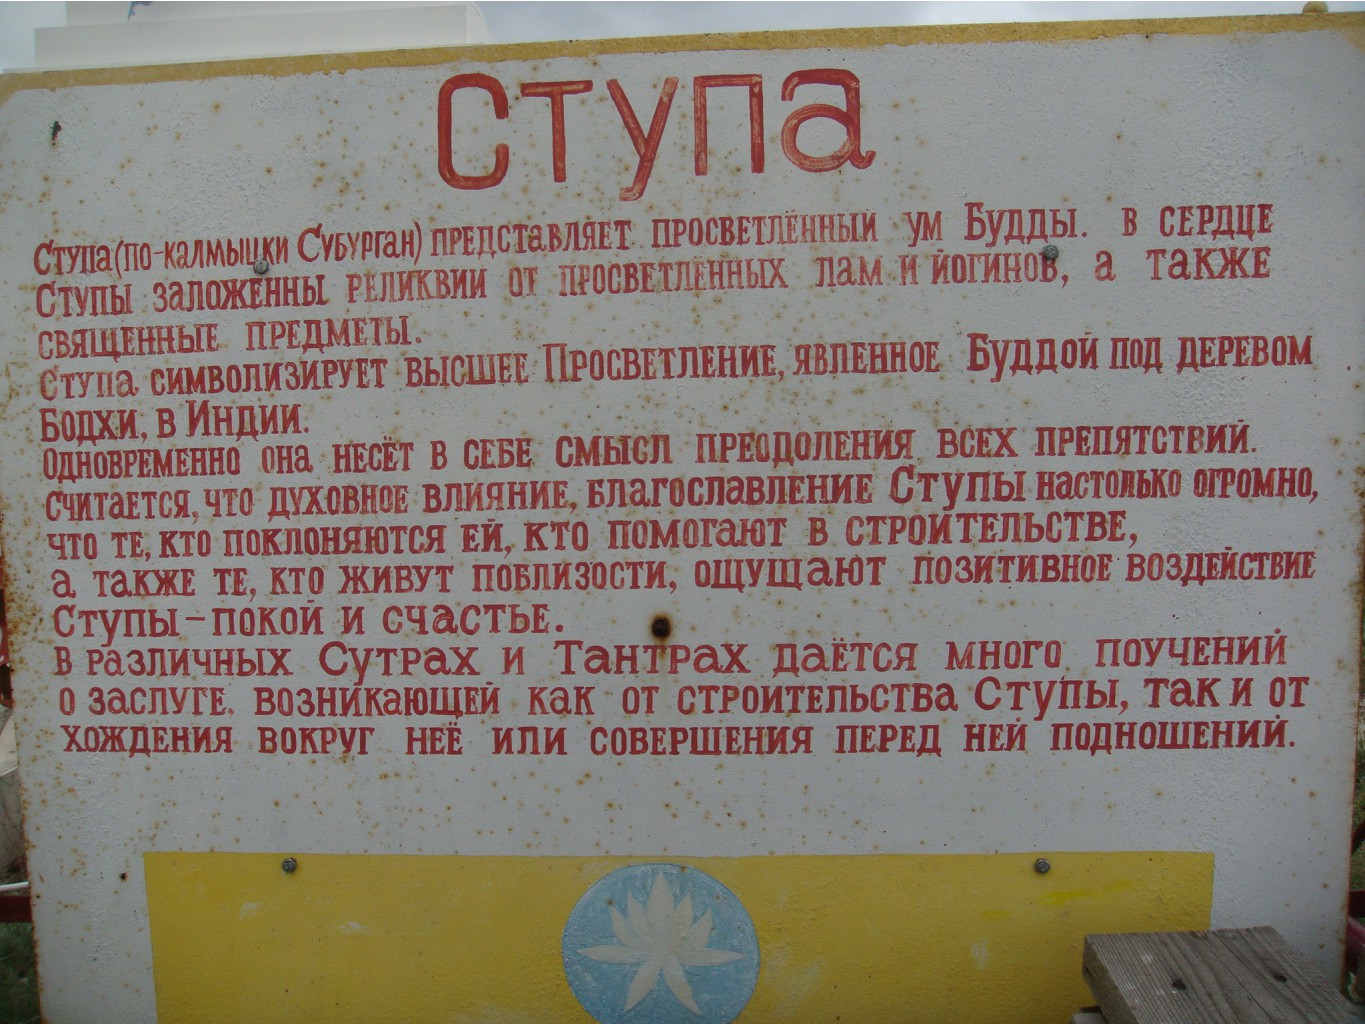 Ступа
Ступа (по-калмыцки Субурган) представляет просветлённый ум Будды. в сердце
Ступы заложенны реликвии от просветлённых лам и йогинов, а также
священные предметы.
Ступа символизирует высшее Просветление, явленное Буддой под деревом
Бодхи, в Индии.
Одновременно она несёт в себе смысл преодоления всех препятствий.
считается, что духовное влияние, благославление Ступы настолько огромно,
что те, кто поклоняются ей, кто помогают в строительстве,
а также те, кто живут поблизости, ощущают позитивное воздействие
Ступы – покой и счастье.
в различных Сутрах и Тантрах даётся много поучений
о заслуге, возникающей как от строительства Ступы, так и от
хождения вокруг неё или совершения перед ней подношений.